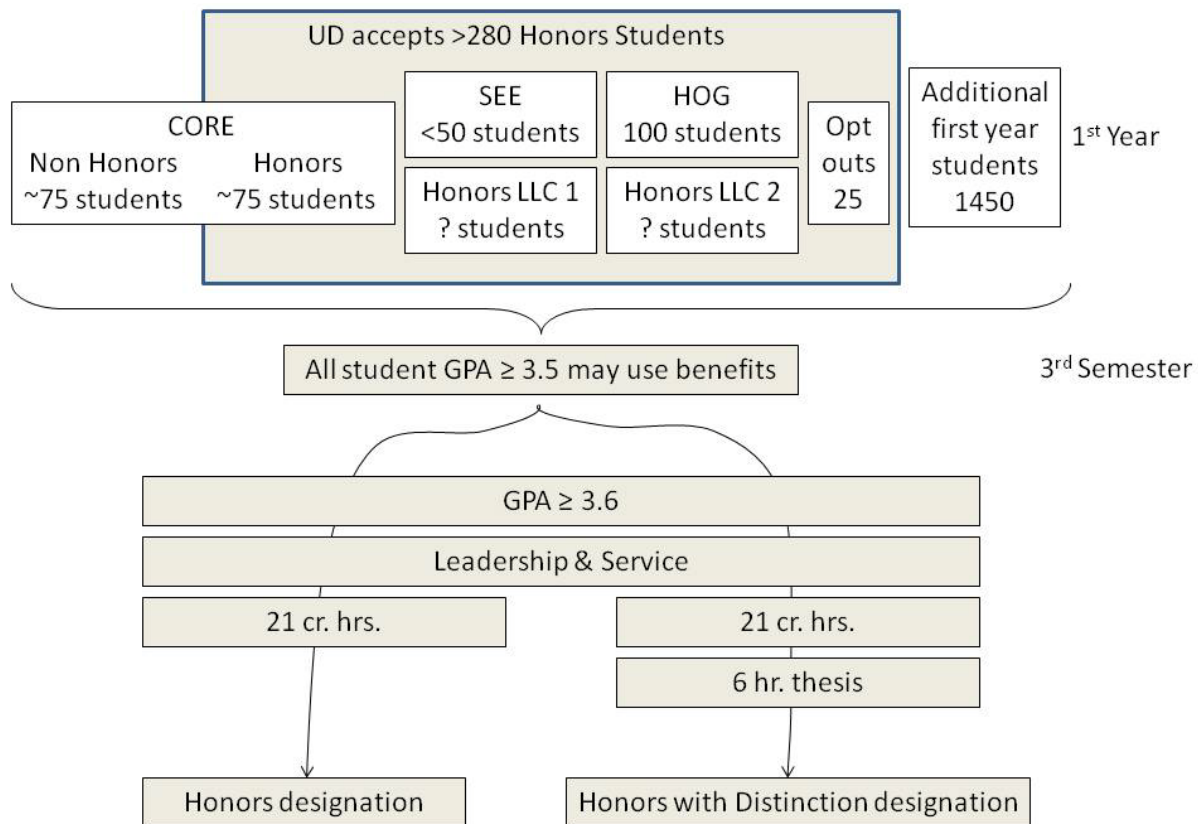 UD accepts >280 Honors Students
CORE
Non Honors
~75 students
Honors
~75 students
SEE
<50 students
HOG
100 students
Honors LLC 1
? students
Honors LLC 2
? students
Opt
outs
25
Additional
first year
students
1450
1st Year
All student GPA ≥ 3.5 may use benefits
3rd Semester
GPA ≥ 3.6
Leadership & Service
21 cr. hrs.
21 cr. hrs.
6 hr. thesis
Honors designation
Honors with Distinction designation